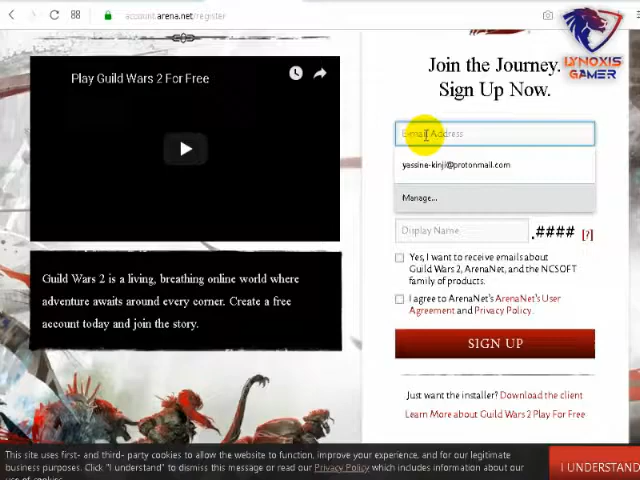 account.arena.net/register
LYNOXIS
GAMER
Play Guild Wars 2 For Free
Guild Wars 2 is a living, breathing online world where
adventure awaits around every corner. Create a free
account today and join the story.
Join the Journey.
Sign Up Now.
E-mail Address
yassine-kinji@protonmail.com
Manage...
Display Name
.#### [?]
Yes, I want to receive emails about
Guild Wars 2, ArenaNet, and the NCSOFT
family of products.
I agree to ArenaNet's ArenaNet's User
Agreement and Privacy Policy.
SIGN UP
Just want the installer? Download the client
Learn More about Guild Wars 2 Play For Free
This site uses first- and third- party cookies to allow the website to function, improve your experience, and for our legitimate
business purposes. Click "I understand" to dismiss this message or read our Privacy Policy which includes information about our
use of cookies.
I UNDERSTAND